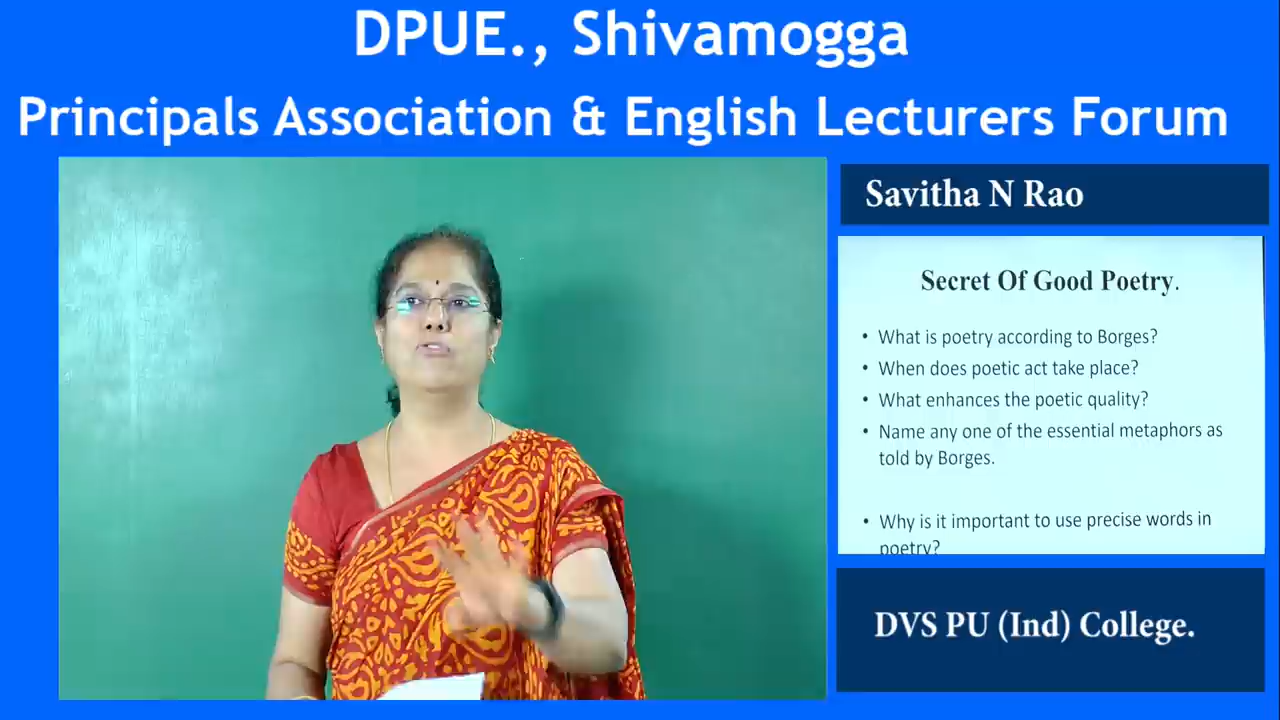 DPUE., Shivamogga
Principals Association & English Lecturers Forum
Savitha N Rao
Secret Of Good Poetry.
• What is poetry according to Borges?
• When does poetic act take place?
• What enhances the poetic quality?
• Name any one of the essential metaphors as
told by Borges.
• Why is it important to use precise words in
poetry?
DVS PU (Ind) College.